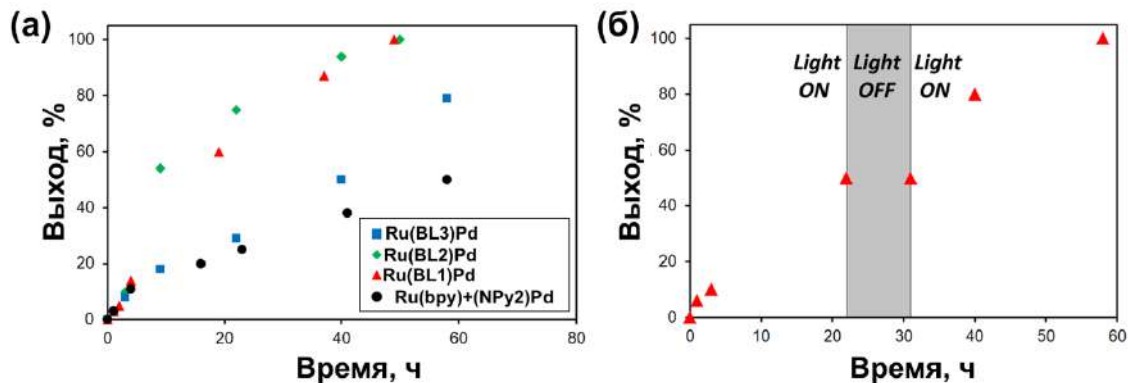 (а)
Выход, %
100
80
60
40
20
0
Ru(BL3)Pd
Ru(BL2)Pd
Ru(BL1)Pd
Ru(bpy)+(NPy2)Pd
0 20 40 60 80
Время, ч
(б)
Выход, %
100
80
60
40
20
0
Light Light Light
ON OFF ON
0 10 20 30 40 50 60
Время, ч